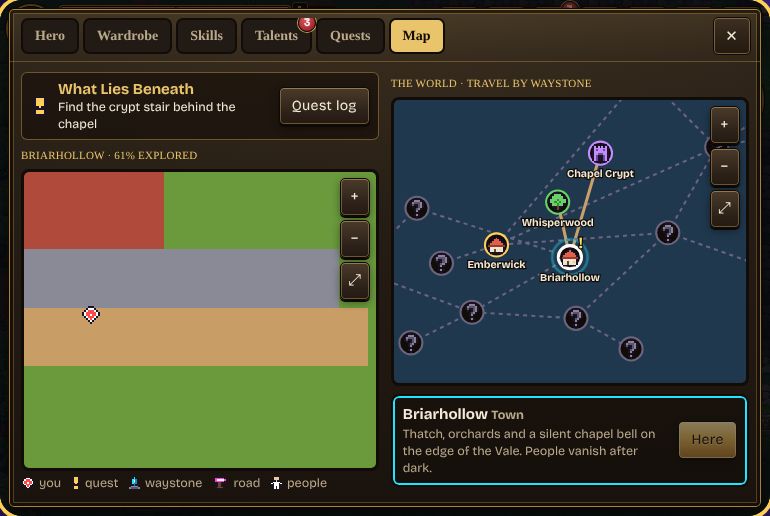 Hero
Wardrobe
Skills
Talents
3
Quests
Map
×
What Lies Beneath
Find the crypt stair behind the
chapel
Quest log
BRIARHOLLOW · 61% EXPLORED
+
−
THE WORLD · TRAVEL BY WAYSTONE
+
−
Chapel Crypt
?
Whisperwood
?
!
?
Emberwick
Briarhollow
?
?
?
?
Briarhollow Town
Thatch, orchards and a silent chapel bell on
the edge of the Vale. People vanish after
dark.
Here
you
quest
waystone
road
people